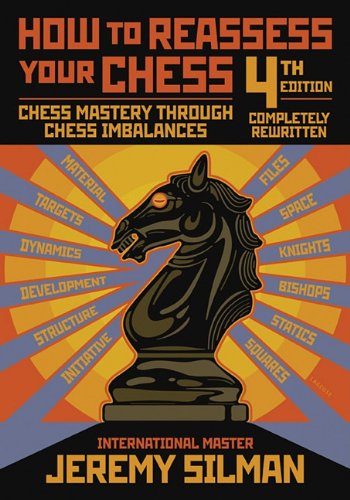 HOW TO REASSESS
YOUR CHESS
4TH
EDITION
CHESS MASTERY THROUGH
CHESS IMBALANCES
COMPLETELY
REWRITTEN
MATERIAL
TARGETS
DYNAMICS
DEVELOPMENT
STRUCTURE
INITIATIVE
FILES
SPACE
KNIGHTS
BISHOPS
STATICS
SQUARES
INTERNATIONAL MASTER
JEREMY SILMAN